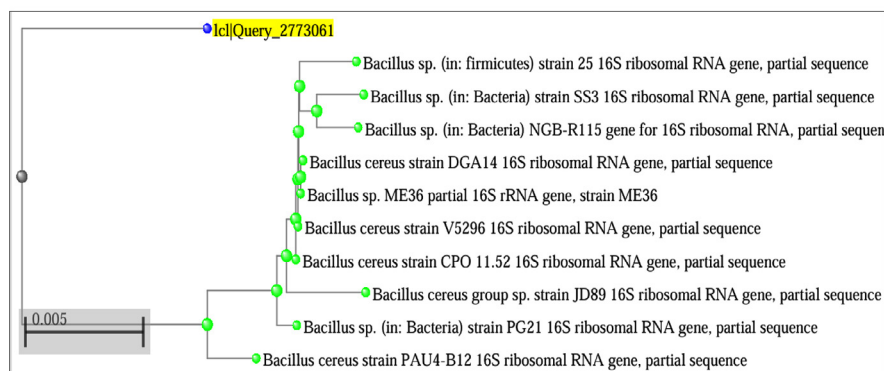 lcl|Query_2773061
Bacillus sp. (in: firmicutes) strain 25 16S ribosomal RNA gene, partial sequence
Bacillus sp. (in: Bacteria) strain SS3 16S ribosomal RNA gene, partial sequence
Bacillus sp. (in: Bacteria) NGB-R115 gene for 16S ribosomal RNA, partial sequen
Bacillus cereus strain DGA14 16S ribosomal RNA gene, partial sequence
Bacillus sp. ME36 partial 16S rRNA gene, strain ME36
Bacillus cereus strain V5296 16S ribosomal RNA gene, partial sequence
Bacillus cereus strain CPO 11.52 16S ribosomal RNA gene, partial sequence
Bacillus cereus group sp. strain JD89 16S ribosomal RNA gene, partial sequence
0.005
Bacillus sp. (in: Bacteria) strain PG21 16S ribosomal RNA gene, partial sequence
Bacillus cereus strain PAU4-B12 16S ribosomal RNA gene, partial sequence